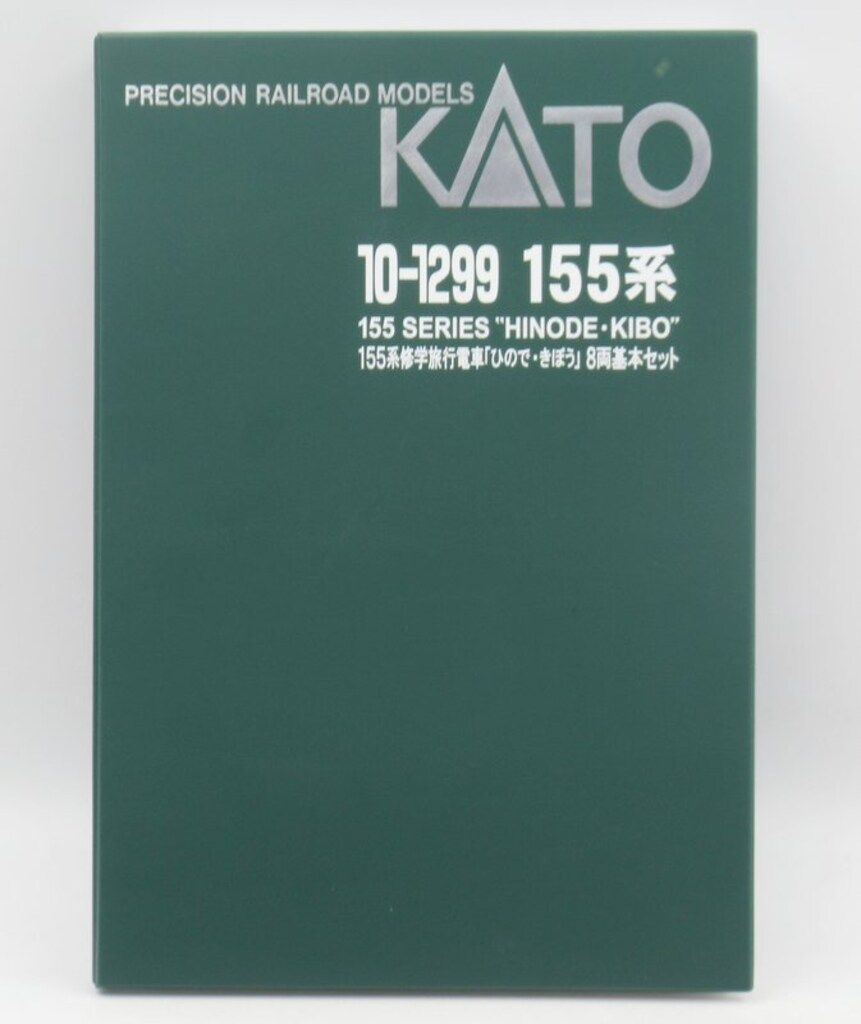 PRECISION RAILROAD MODELS
KATO
10-1299 155系
155 SERIES "HINODE・KIBO"
155系修学旅行電車「ひので・きぼう」 8両基本セット